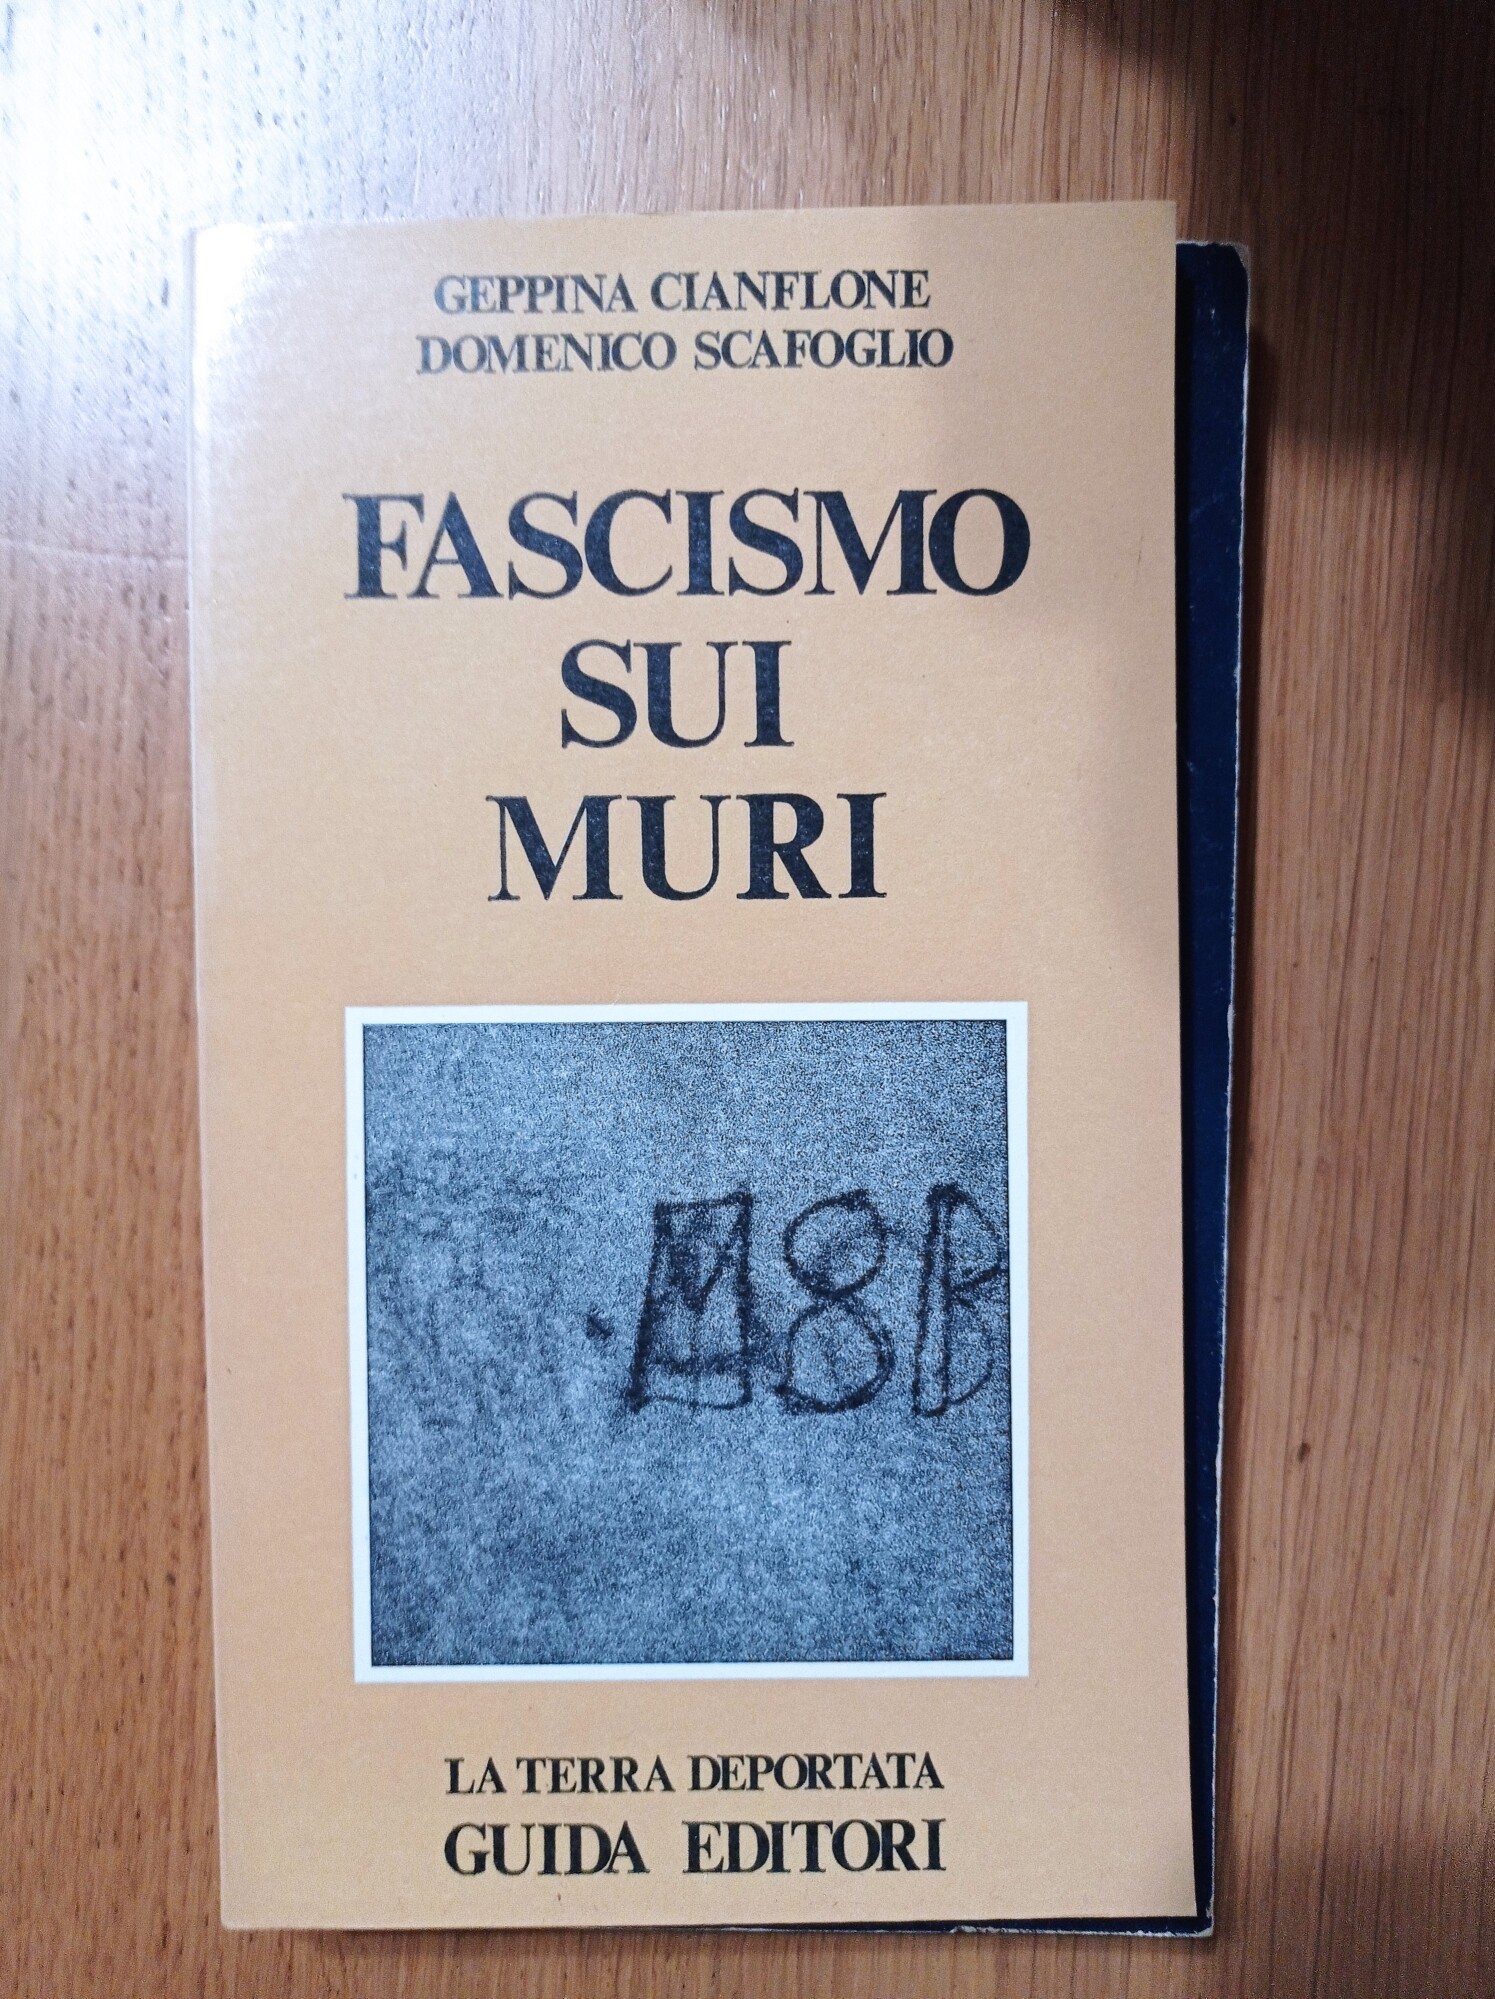 GEPPINA CIANFLONE
DOMENICO SCAFOGLIO
FASCISMO
SUI
MURI
LA TERRA DEPORTATA
GUIDA EDITORI